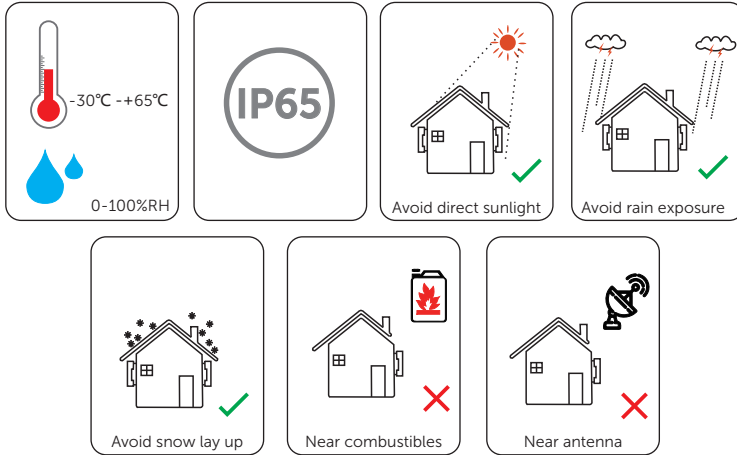 -30℃ -+65℃
0-100%RH
IP65
Avoid direct sunlight
Avoid rain exposure
Avoid snow lay up
Near combustibles
Near antenna